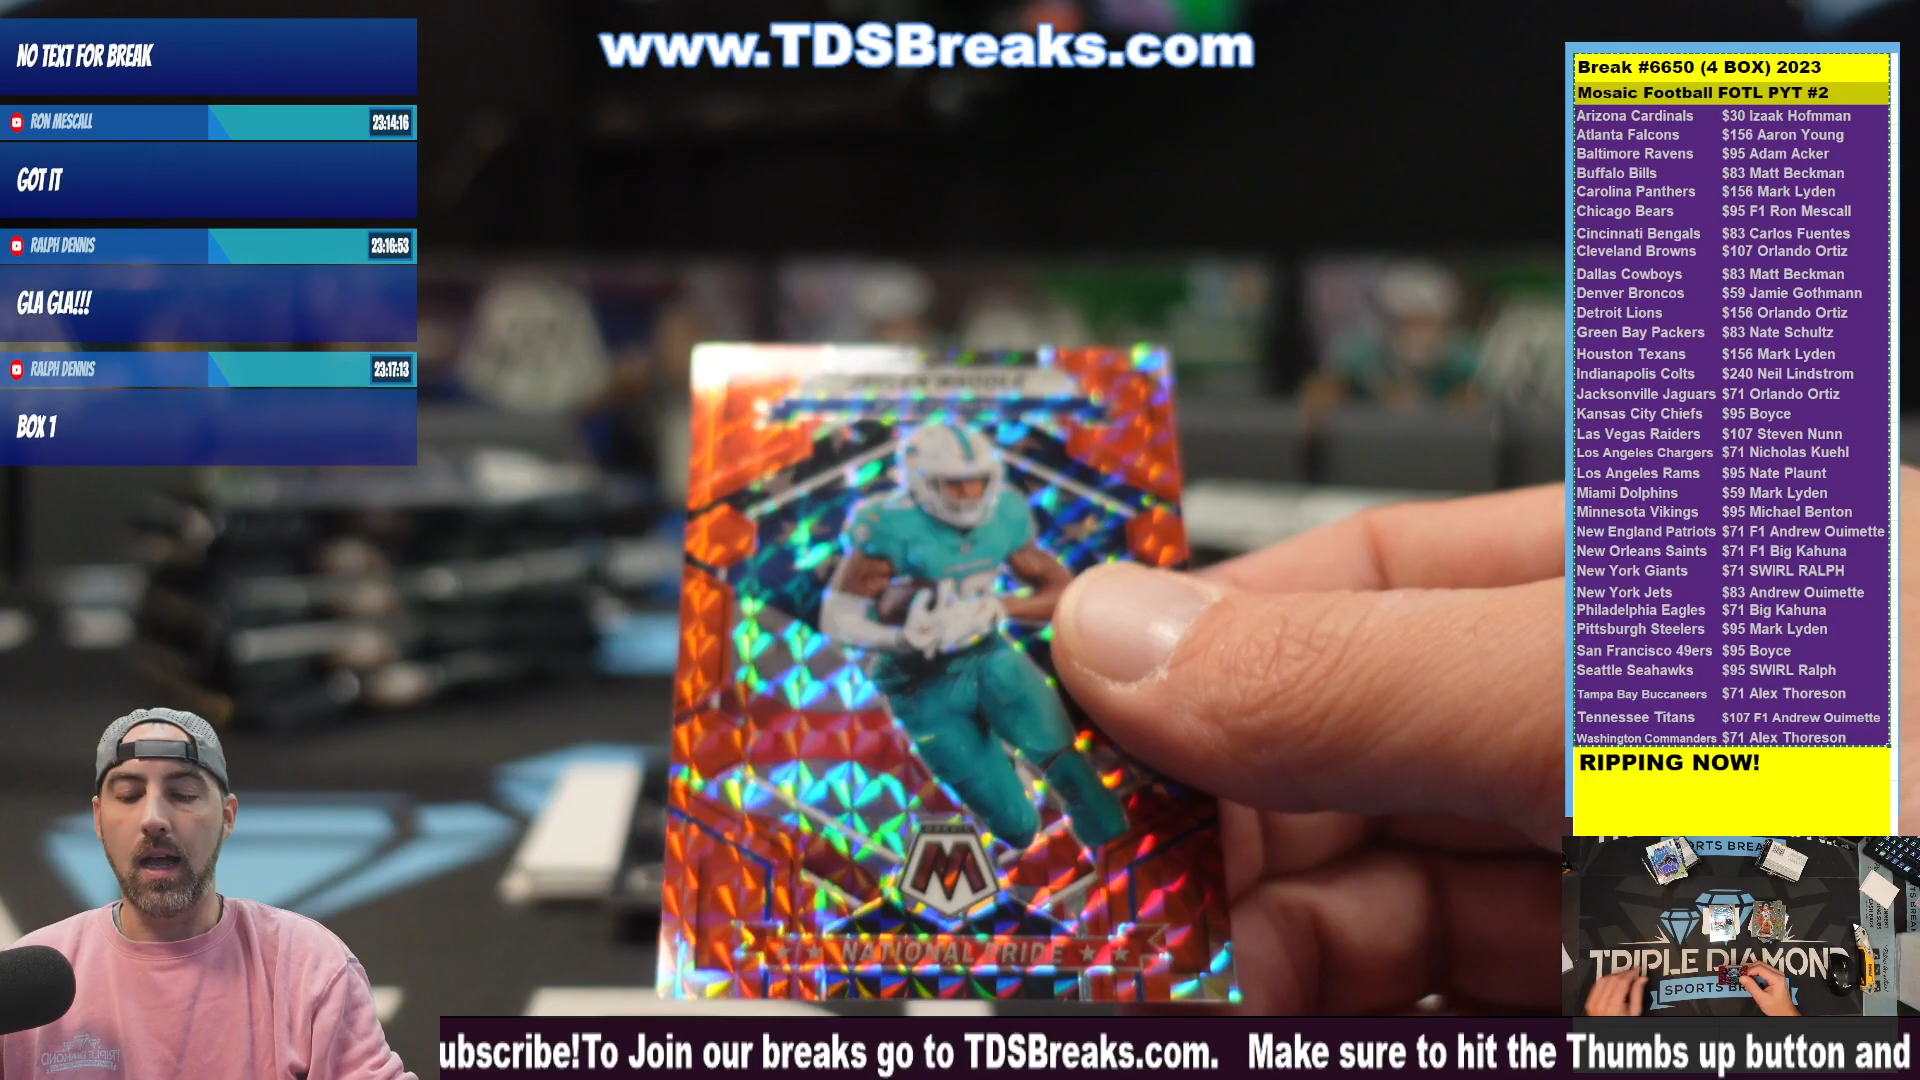 www.TDSBreaks.com
NO TEXT FOR BREAK
RON MESCALL 23:14:16
GOT IT
RALPH DENNIS 23:16:53
GLA GLA!!!
RALPH DENNIS 23:17:13
BOX 1
Break #6650 (4 BOX) 2023
Mosaic Football FOTL PYT #2
Arizona Cardinals $30 Izaak Hofmman
Atlanta Falcons $156 Aaron Young
Baltimore Ravens $95 Adam Acker
Buffalo Bills $83 Matt Beckman
Carolina Panthers $156 Mark Lyden
Chicago Bears $95 F1 Ron Mescall
Cincinnati Bengals $83 Carlos Fuentes
Cleveland Browns $107 Orlando Ortiz
Dallas Cowboys $83 Matt Beckman
Denver Broncos $59 Jamie Gothmann
Detroit Lions $156 Orlando Ortiz
Green Bay Packers $83 Nate Schultz
Houston Texans $156 Mark Lyden
Indianapolis Colts $240 Neil Lindstrom
Jacksonville Jaguars $71 Orlando Ortiz
Kansas City Chiefs $95 Boyce
Las Vegas Raiders $107 Steven Nunn
Los Angeles Chargers $71 Nicholas Kuehl
Los Angeles Rams $95 Nate Plaunt
Miami Dolphins $59 Mark Lyden
Minnesota Vikings $95 Michael Benton
New England Patriots $71 F1 Andrew Ouimette
New Orleans Saints $71 F1 Big Kahuna
New York Giants $71 SWIRL RALPH
New York Jets $83 Andrew Ouimette
Philadelphia Eagles $71 Big Kahuna
Pittsburgh Steelers $95 Mark Lyden
San Francisco 49ers $95 Boyce
Seattle Seahawks $95 SWIRL Ralph
Tampa Bay Buccaneers $71 Alex Thoreson
Tennessee Titans $107 F1 Andrew Ouimette
Washington Commanders $71 Alex Thoreson
RIPPING NOW!
JAYLEN WADDLE
M
NATIONAL PRIDE
TRIPLE DIAMOND
SPORTS
ubscribe!To Join our breaks go to TDSBreaks.com. Make sure to hit the Thumbs up button and